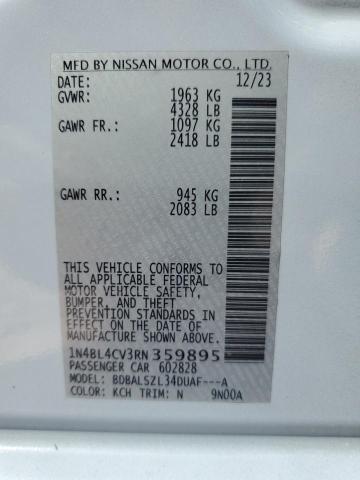 MFD BY NISSAN MOTOR CO., LTD.
DATE: 12/23
GVWR: 1963 KG
4328 LB
GAWR FR.: 1097 KG
2418 LB
GAWR RR.: 945 KG
2083 LB
THIS VEHICLE CONFORMS TO
ALL APPLICABLE FEDERAL
MOTOR VEHICLE SAFETY,
BUMPER, AND THEFT
PREVENTION STANDARDS IN
EFFECT ON THE DATE OF
MANUFACTURE SHOWN ABOVE.
1N4BL4CV3RN359895
PASSENGER CAR 602828
MODEL: BDBALSZL34DUAF---A
COLOR: KCH TRIM: N 9N00A